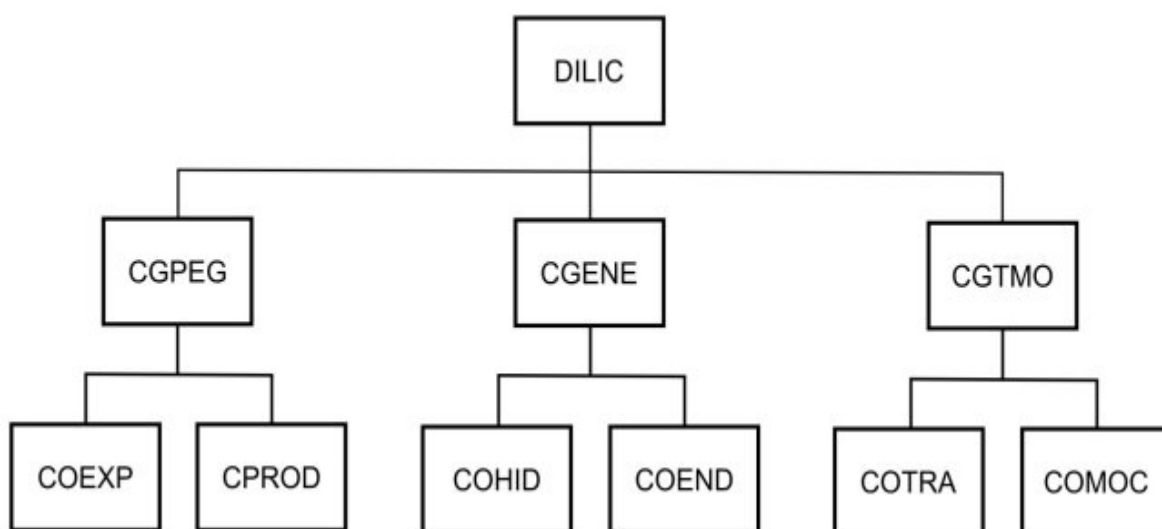 DILIC
CGPEG
CGENE
CGTMO
COEXP
CPROD
COHID
COEND
COTRA
COMOC